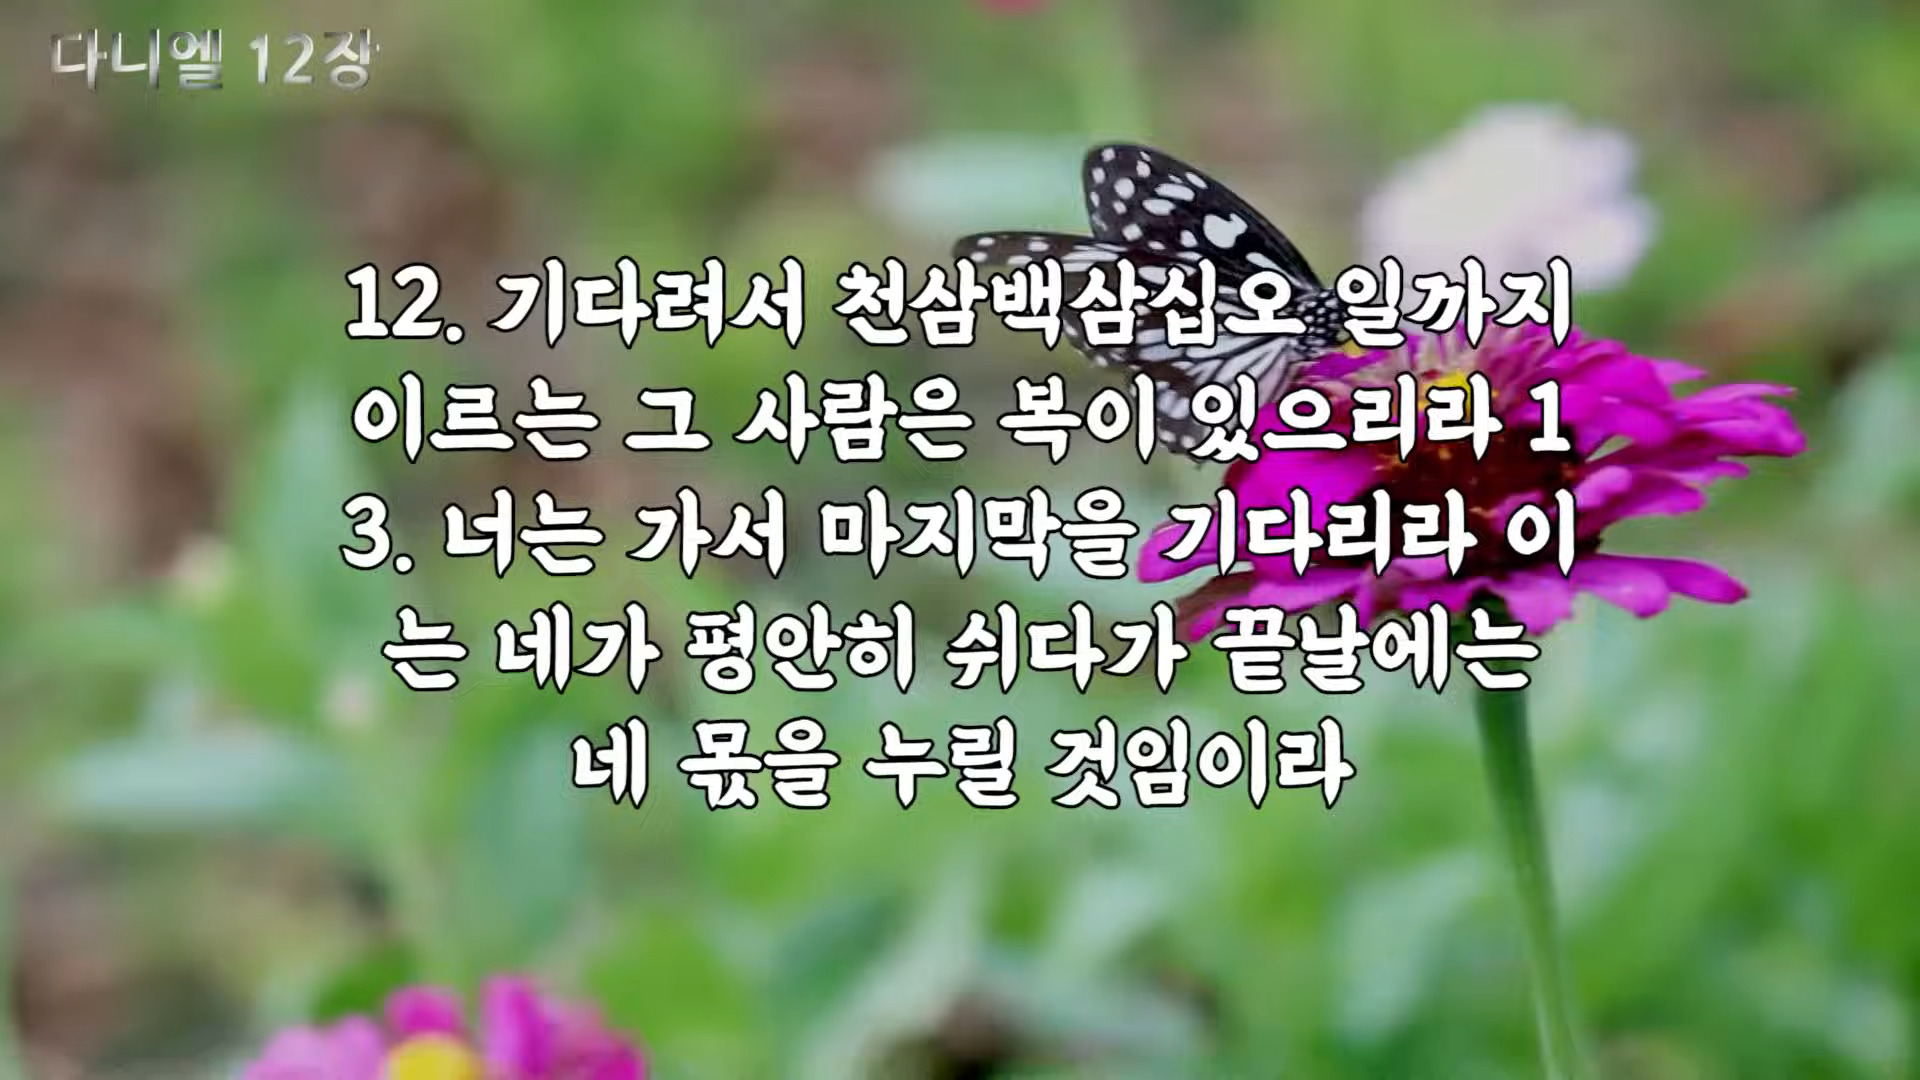 다니엘 12장
12. 기다려서 천삼백삼십오 일까지
이르는 그 사람은 복이 있으리라 1
3. 너는 가서 마지막을 기다리라 이
는 네가 평안히 쉬다가 끝날에는
네 몫을 누릴 것임이라